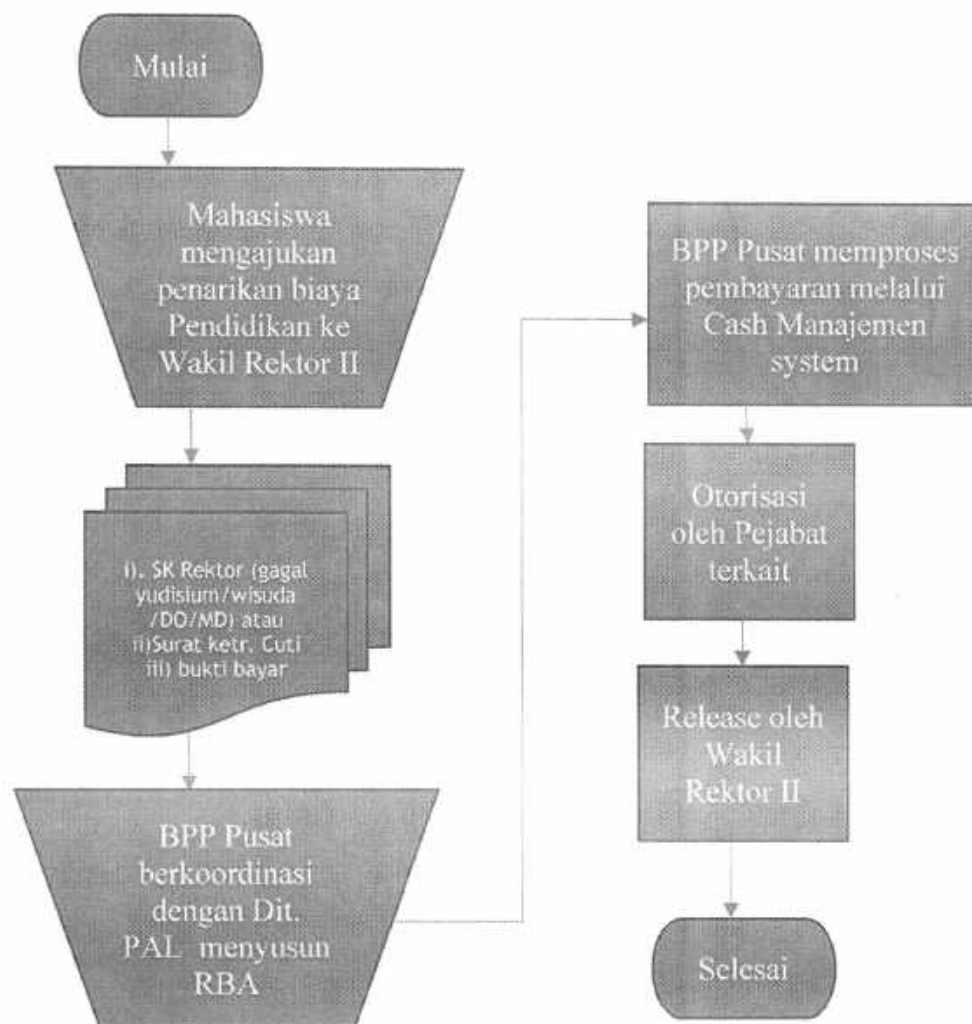 Mulai
Mahasiswa
mengajukan
penarikan biaya
Pendidikan ke
Wakil Rektor II
i). SK Rektor (gagal
yudisium/wisuda
/DO/MD) atau
ii)Surat ketr. Cuti
iii) bukti bayar
BPP Pusat
berkoordinasi
dengan Dit.
PAL menyusun
RBA
BPP Pusat memproses
pembayaran melalui
Cash Manajemen
system
Otorisasi
oleh Pejabat
terkait
Release oleh
Wakil
Rektor II
Selesai